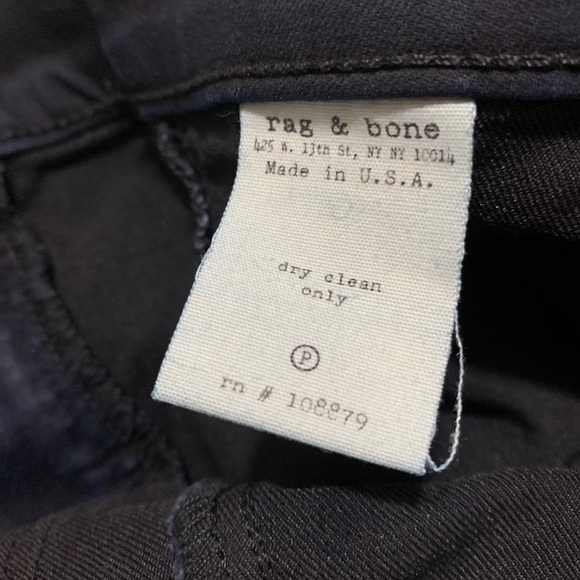 rag & bone
425 W. 13th St, NY NY 10014
Made in U.S.A.
dry clean
only
P
rn # 108879